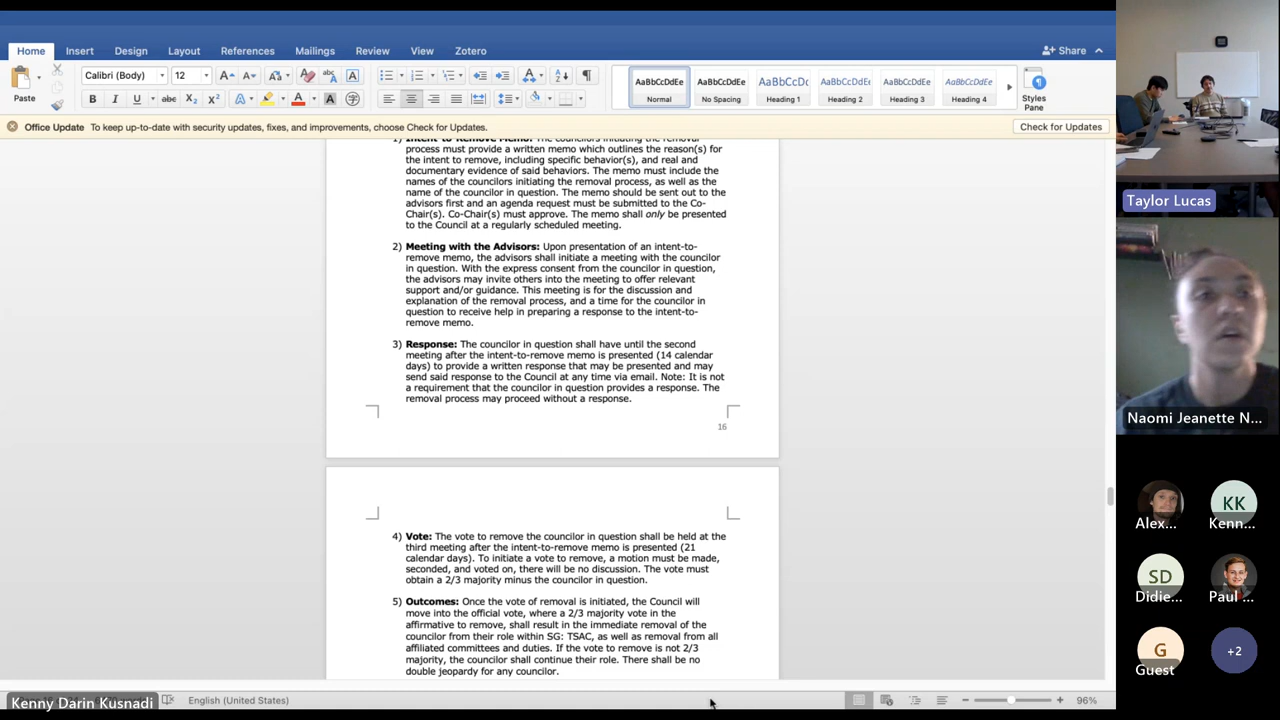 Home Insert Design Layout References Mailings Review View Zotero Share
Calibri (Body) 12
Paste
AaBbCcDdEe AaBbCcDdEe AaBbCcDc AaBbCcDdEe AaBbCcDdEe AaBbCcDdEe
Normal No Spacing Heading 1 Heading 2 Heading 3 Heading 4 Styles Pane
Office Update To keep up-to-date with security updates, fixes, and improvements, choose Check for Updates. Check for Updates
1) Intent to Remove Memo: The councilors initiating the removal
process must provide a written memo which outlines the reason(s) for
the intent to remove, including specific behavior(s), and real and
documentary evidence of said behaviors. The memo must include the
names of the councilors initiating the removal process, as well as the
name of the councilor in question. The memo should be sent out to the
advisors first and an agenda request must be submitted to the Co-
Chair(s). Co-Chair(s) must approve. The memo shall only be presented
to the Council at a regularly scheduled meeting.
2) Meeting with the Advisors: Upon presentation of an intent-to-
remove memo, the advisors shall initiate a meeting with the councilor
in question. With the express consent from the councilor in question,
the advisors may invite others into the meeting to offer relevant
support and/or guidance. This meeting is for the discussion and
explanation of the removal process, and a time for the councilor in
question to receive help in preparing a response to the intent-to-
remove memo.
3) Response: The councilor in question shall have until the second
meeting after the intent-to-remove memo is presented (14 calendar
days) to provide a written response that may be presented and may
send said response to the Council at any time via email. Note: It is not
a requirement that the councilor in question provides a response. The
removal process may proceed without a response.
16
4) Vote: The vote to remove the councilor in question shall be held at the
third meeting after the intent-to-remove memo is presented (21
calendar days). To initiate a vote to remove, a motion must be made,
seconded, and voted on, there will be no discussion. The vote must
obtain a 2/3 majority minus the councilor in question.
5) Outcomes: Once the vote of removal is initiated, the Council will
move into the official vote, where a 2/3 majority vote in the
affirmative to remove, shall result in the immediate removal of the
councilor from their role within SG: TSAC, as well as removal from all
affiliated committees and duties. If the vote to remove is not 2/3
majority, the councilor shall continue their role. There shall be no
double jeopardy for any councilor.
Kenny Darin Kusnadi English (United States) 96%
Taylor Lucas
Naomi Jeanette N...
Alex... KK Kenn...
SD Didie... Paul ...
G Guest +2